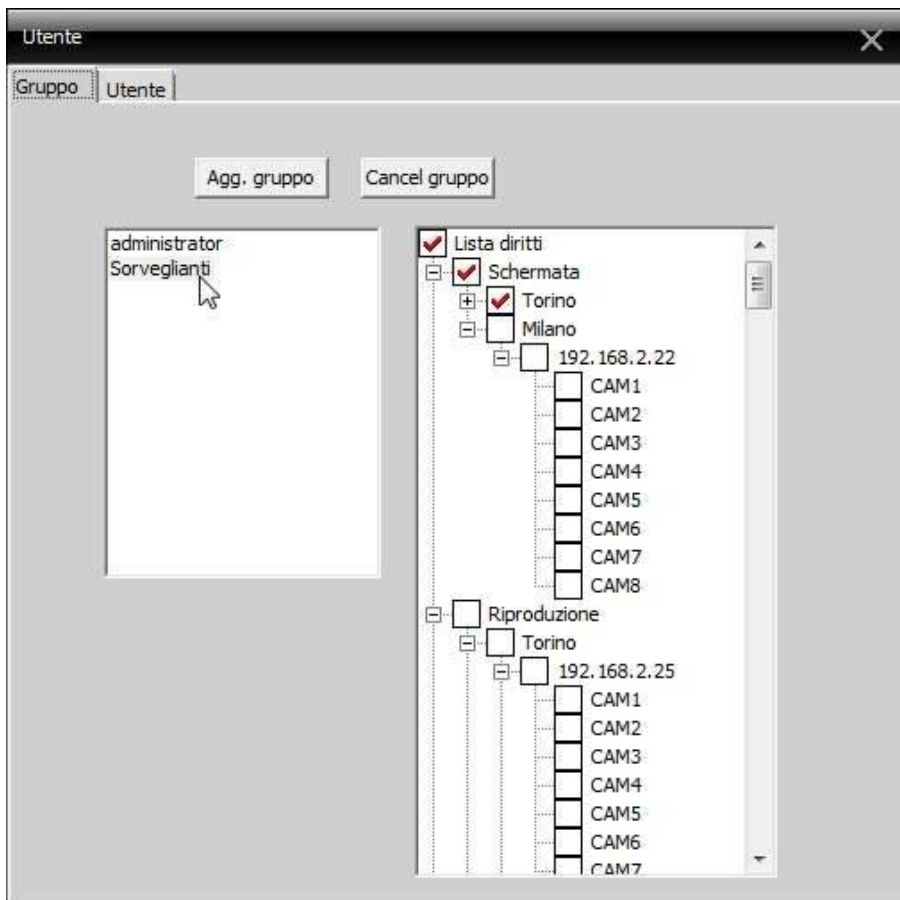 Utente
Gruppo Utente
Agg. gruppo Cancel gruppo
administrator
Sorveglianti
Lista diritti
Schermata
Torino
Milano
192.168.2.22
CAM1
CAM2
CAM3
CAM4
CAM5
CAM6
CAM7
CAM8
Riproduzione
Torino
192.168.2.25
CAM1
CAM2
CAM3
CAM4
CAM5
CAM6
CAM7